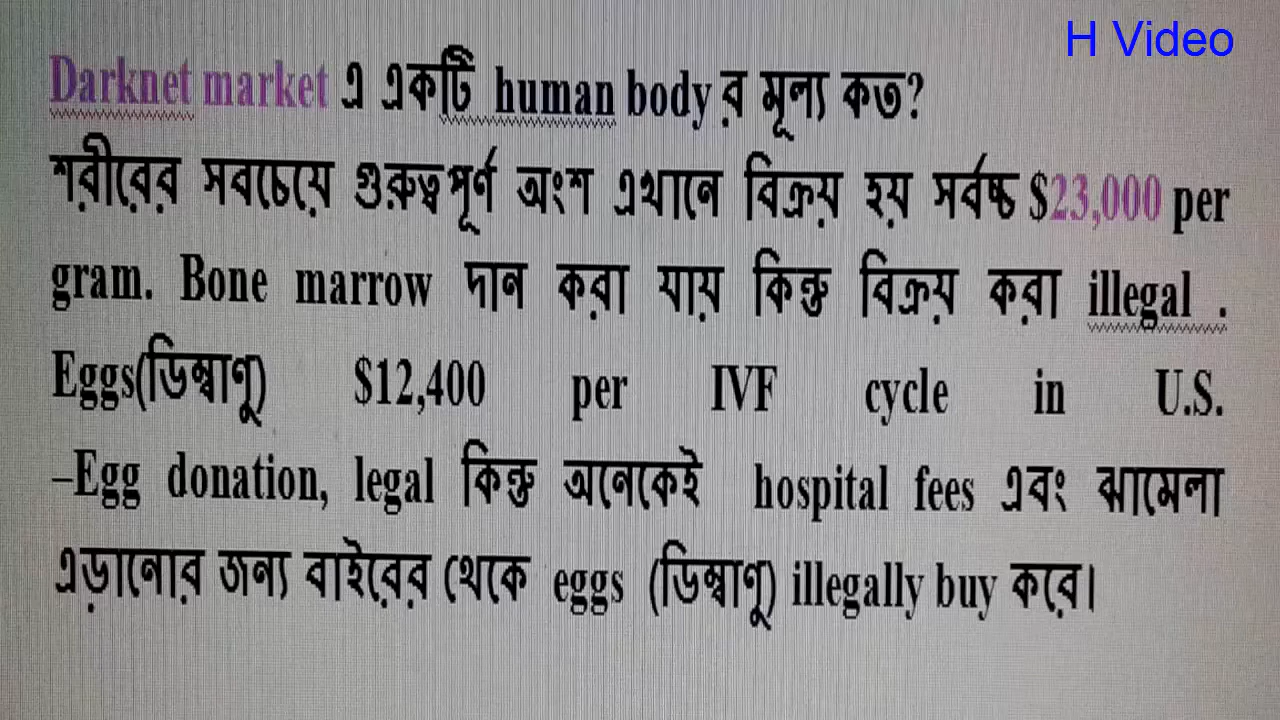 H Video
Darknet market এ একটি human body র মূল্য কত?
শরীরের সবচেয়ে গুরুত্বপূর্ণ অংশ এখানে বিক্রয় হয় সর্বষ্চ $23,000 per
gram. Bone marrow দান করা যায় কিন্তু বিক্রয় করা illegal .
Eggs(ডিম্বাণু) $12,400 per IVF cycle in U.S.
–Egg donation, legal কিন্তু অনেকেই hospital fees এবং ঝামেলা
এড়ানোর জন্য বাইরের থেকে eggs (ডিম্বাণু) illegally buy করে।